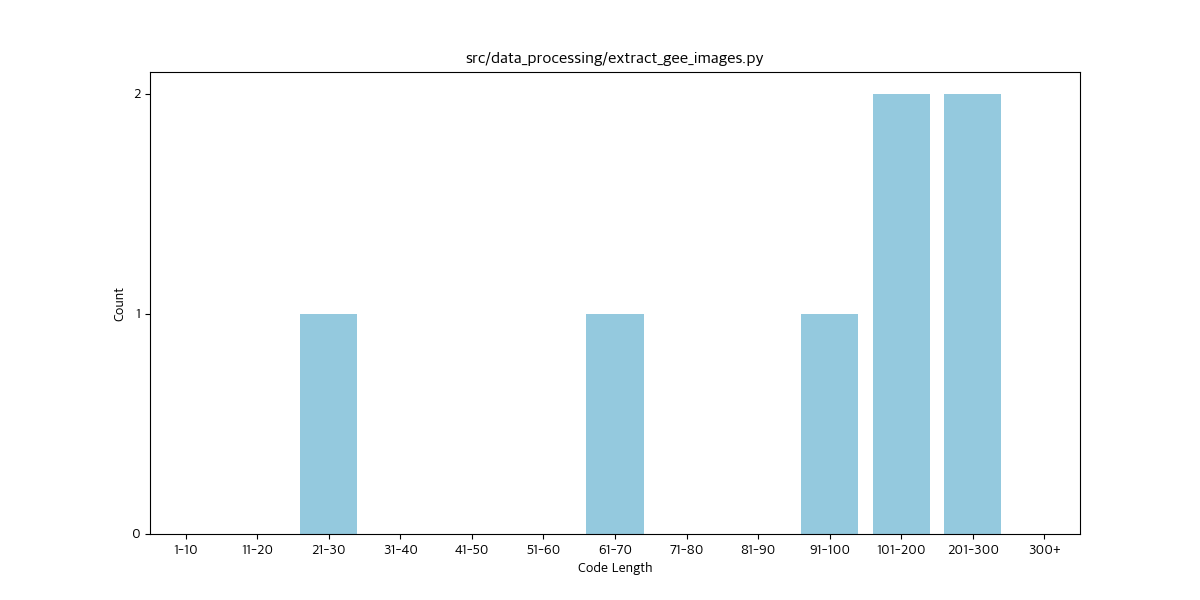 src/data_processing/extract_gee_images.py
2
1
0
Count
1-10 11-20 21-30 31-40 41-50 51-60 61-70 71-80 81-90 91-100 101-200 201-300 300+
Code Length